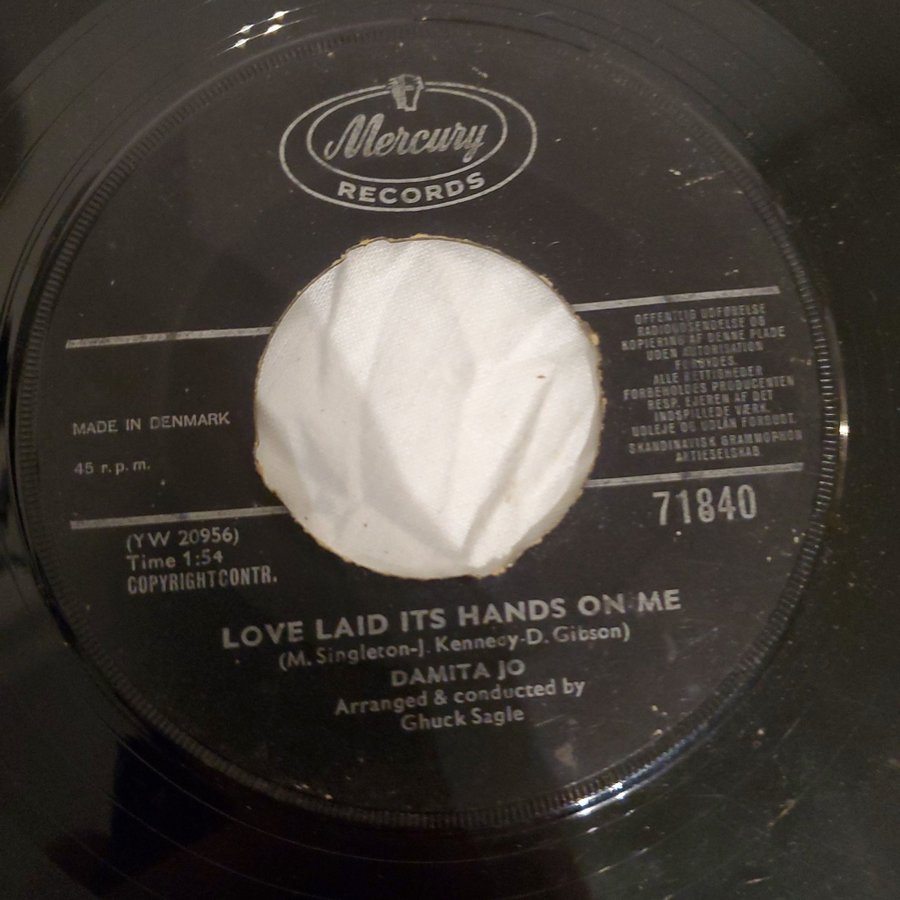 Mercury
RECORDS
OFFENTLIG UDFØRELSE
RADIOUDSENDELSE OG
KOPIERING AF DENNE PLADE
UDEN AUTORISATION
FORBYDES.
ALLE RETTIGHEDER
FORBEHOLDES PRODUCENTEN
RESP. EJEREN AF DET
INDSPILLEDE VÆRK.
UDLEJE OG UDLÅN FORBUDT.
SKANDINAVISK GRAMMOPHON
AKTIESELSKAB
MADE IN DENMARK
45 r.p.m.
71840
(YW 20956)
Time 1:54
COPYRIGHT CONTR.
LOVE LAID ITS HANDS ON ME
(M. Singleton-J. Kennedy-D. Gibson)
DAMITA JO
Arranged & conducted by
Chuck Sagle